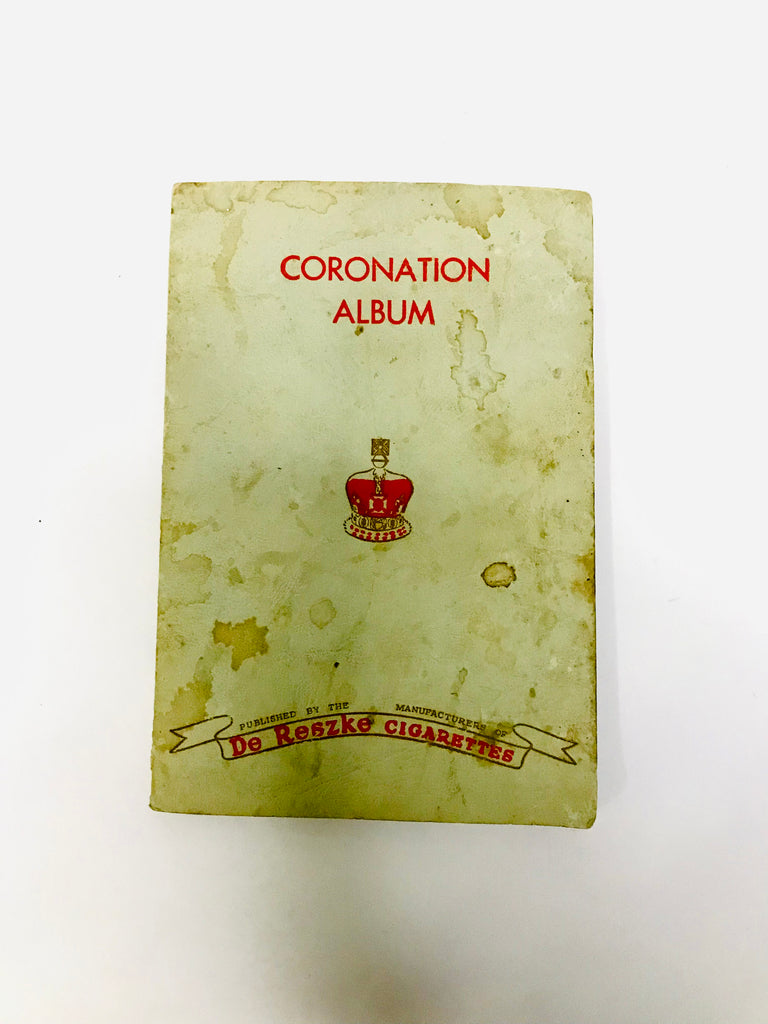 CORONATION
ALBUM
PUBLISHED BY THE MANUFACTURERS OF
De Reszke CIGARETTES